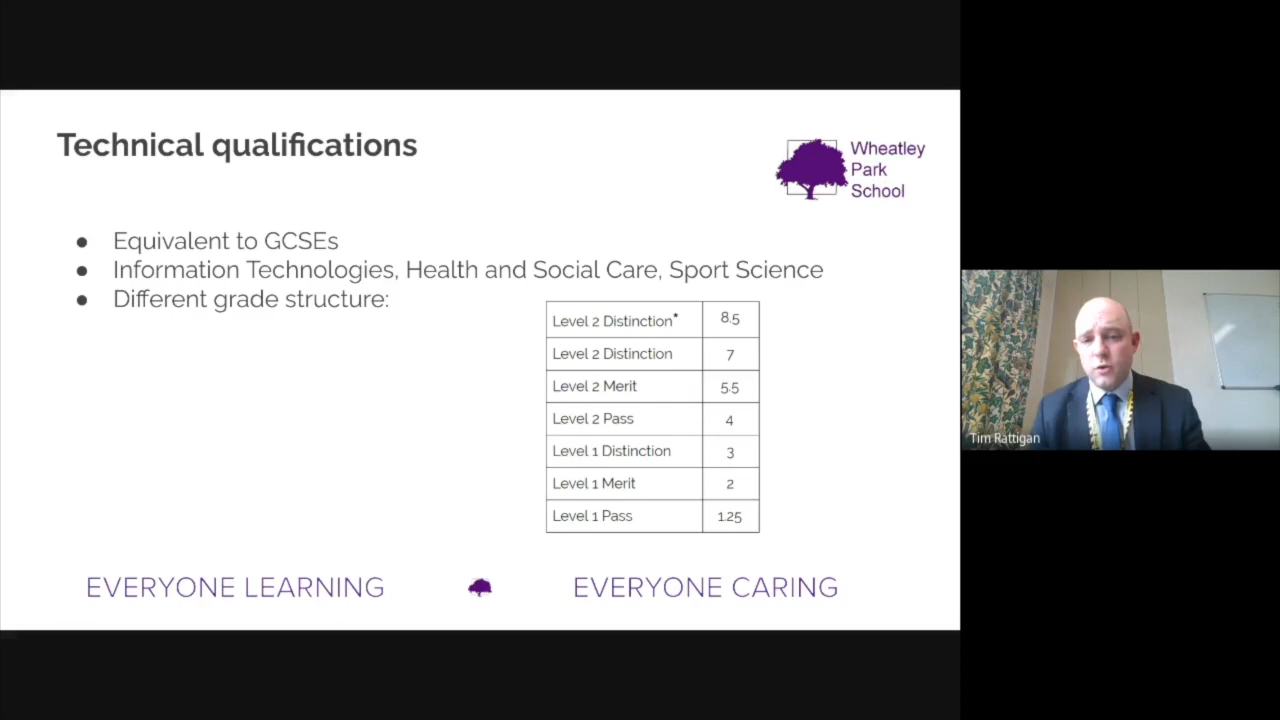 Technical qualifications
Wheatley
Park
School
● Equivalent to GCSEs
● Information Technologies, Health and Social Care, Sport Science
● Different grade structure:
Level 2 Distinction* 8.5
Level 2 Distinction 7
Level 2 Merit 5.5
Level 2 Pass 4
Level 1 Distinction 3
Level 1 Merit 2
Level 1 Pass 1.25
EVERYONE LEARNING EVERYONE CARING
Tim Rattigan